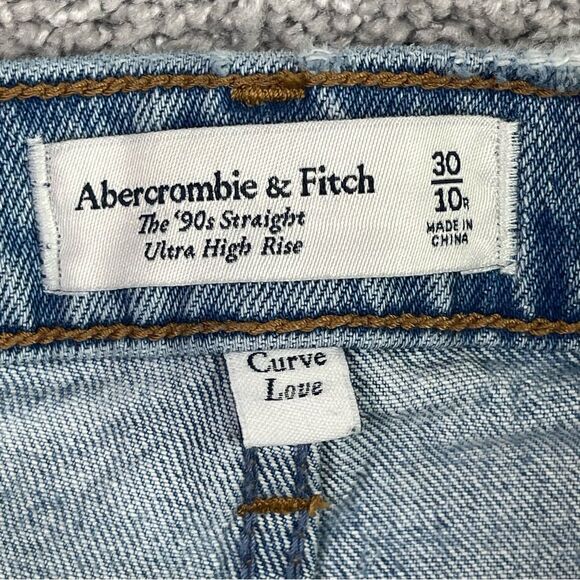 Abercrombie & Fitch
The '90s Straight
Ultra High Rise
30
10R
MADE IN
CHINA
Curve
Love